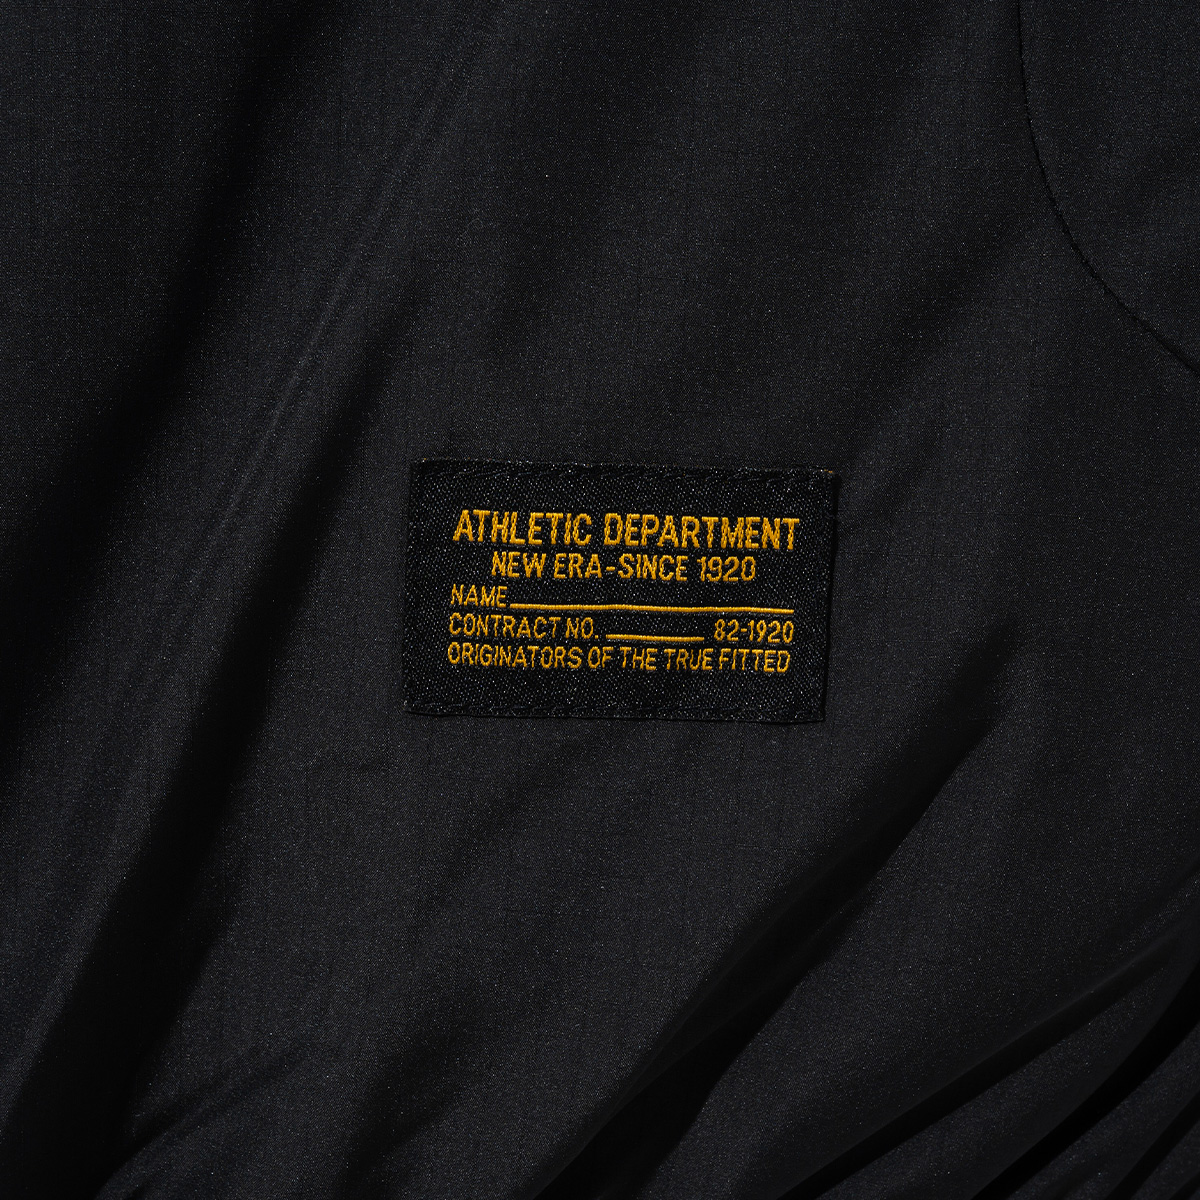 ATHLETIC DEPARTMENT
NEW ERA-SINCE 1920
NAME
CONTRACT NO. 82-1920
ORIGINATORS OF THE TRUE FITTED